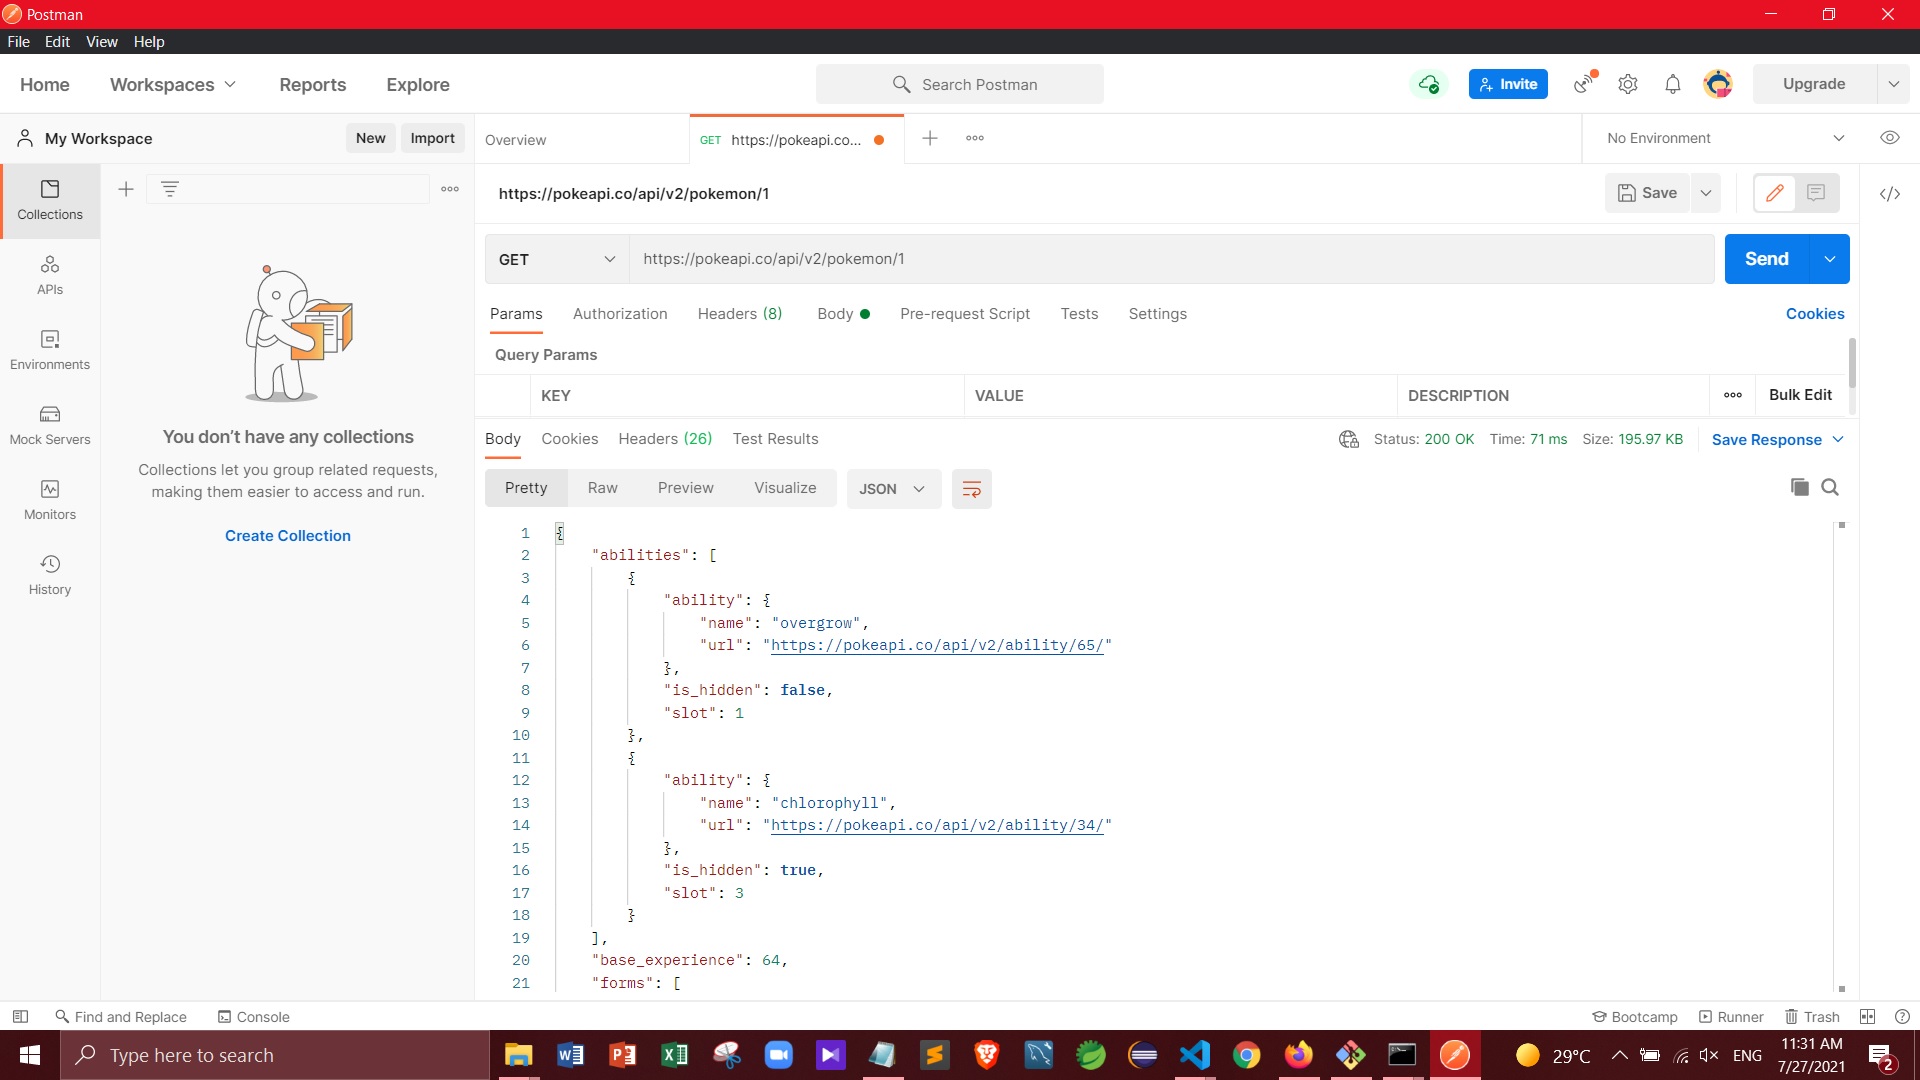 Postman
File Edit View Help
Home Workspaces Reports Explore Search Postman Invite Upgrade
My Workspace New Import Overview GET https://pokeapi.co... No Environment
Collections
APIs
Environments
Mock Servers
Monitors
History
You don't have any collections
Collections let you group related requests,
making them easier to access and run.
Create Collection
https://pokeapi.co/api/v2/pokemon/1 Save
GET https://pokeapi.co/api/v2/pokemon/1 Send
Params Authorization Headers (8) Body Pre-request Script Tests Settings Cookies
Query Params
KEY VALUE DESCRIPTION Bulk Edit
Body Cookies Headers (26) Test Results Status: 200 OK Time: 71 ms Size: 195.97 KB Save Response
Pretty Raw Preview Visualize JSON
1 {
2 "abilities": [
3 {
4 "ability": {
5 "name": "overgrow",
6 "url": "https://pokeapi.co/api/v2/ability/65/"
7 },
8 "is_hidden": false,
9 "slot": 1
10 },
11 {
12 "ability": {
13 "name": "chlorophyll",
14 "url": "https://pokeapi.co/api/v2/ability/34/"
15 },
16 "is_hidden": true,
17 "slot": 3
18 }
19 ],
20 "base_experience": 64,
21 "forms": [
Find and Replace Console Bootcamp Runner Trash
Type here to search 29°C ENG 11:31 AM
7/27/2021 2